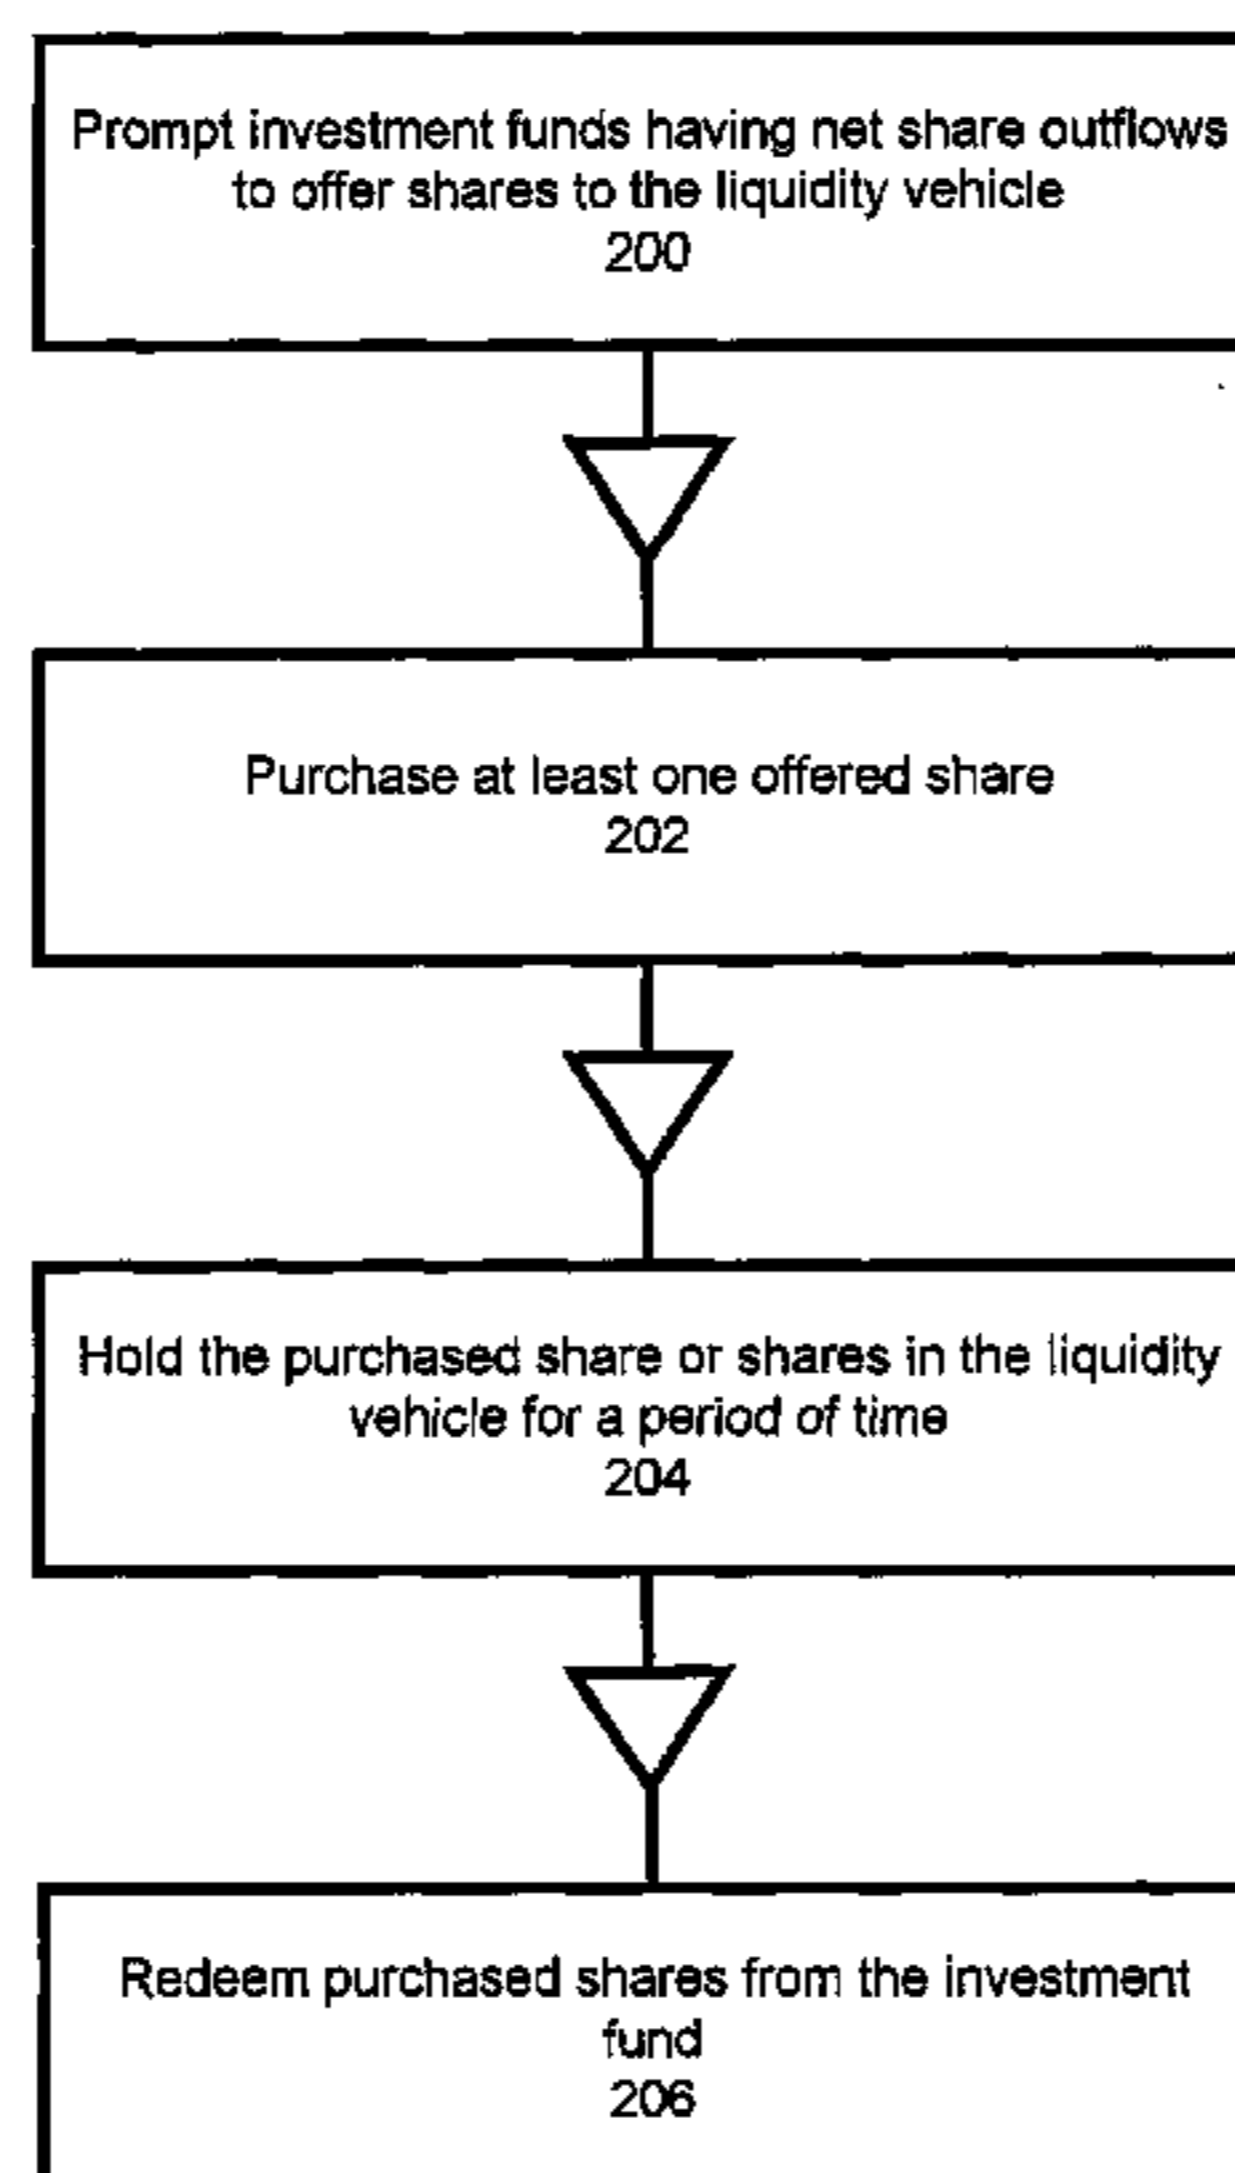 Prompt investment funds having net share outflows
to offer shares to the liquidity vehicle
200
Purchase at least one offered share
202
Hold the purchased share or shares in the liquidity
vehicle for a period of time
204
Redeem purchased shares from the investment
fund
206